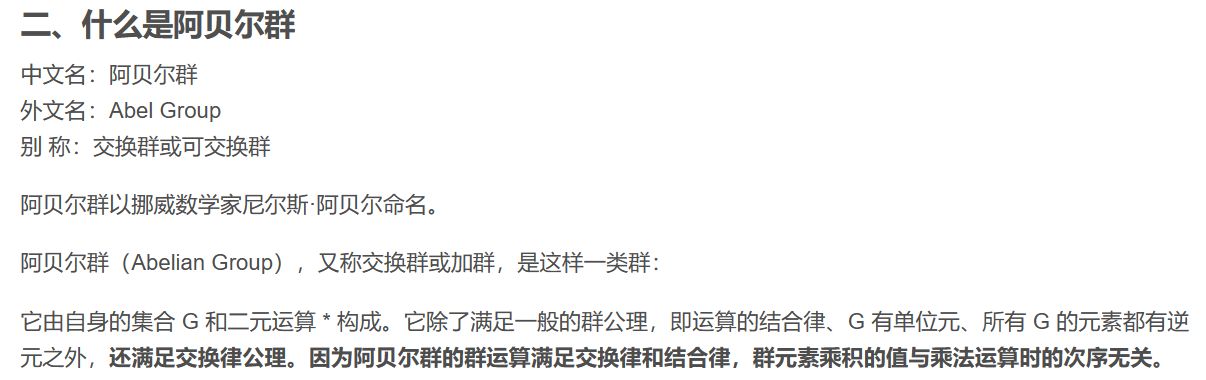 二、什么是阿贝尔群
中文名：阿贝尔群
外文名：Abel Group
别 称：交换群或可交换群
阿贝尔群以挪威数学家尼尔斯·阿贝尔命名。
阿贝尔群（Abelian Group），又称交换群或加群，是这样一类群：
它由自身的集合 G 和二元运算 * 构成。它除了满足一般的群公理，即运算的结合律、G 有单位元、所有 G 的元素都有逆
元之外，还满足交换律公理。因为阿贝尔群的群运算满足交换律和结合律，群元素乘积的值与乘法运算时的次序无关。